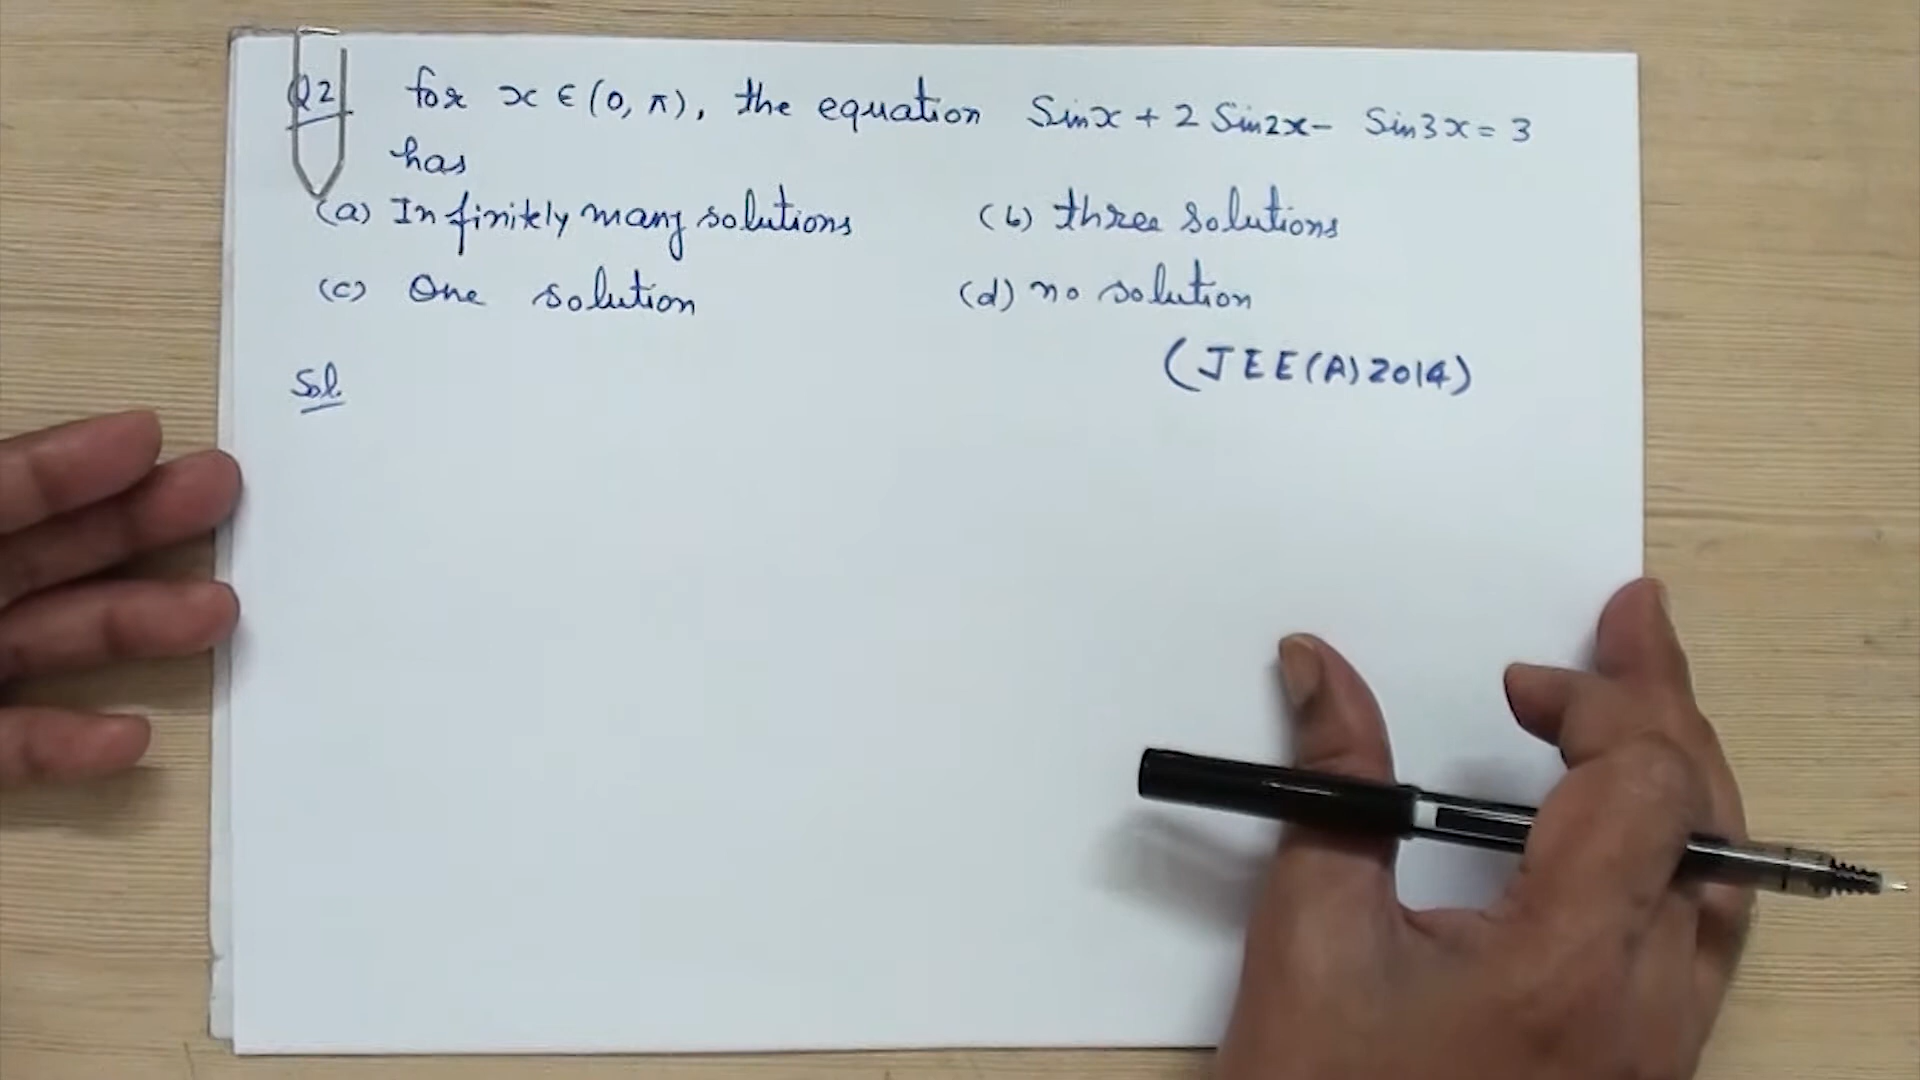 Q2 for x ∈ (0, π), the equation Sinx + 2 Sin2x - Sin3x = 3
has
(a) Infinitely many solutions (b) three solutions
(c) One solution (d) no solution
(JEE(A)2014)
Sol.